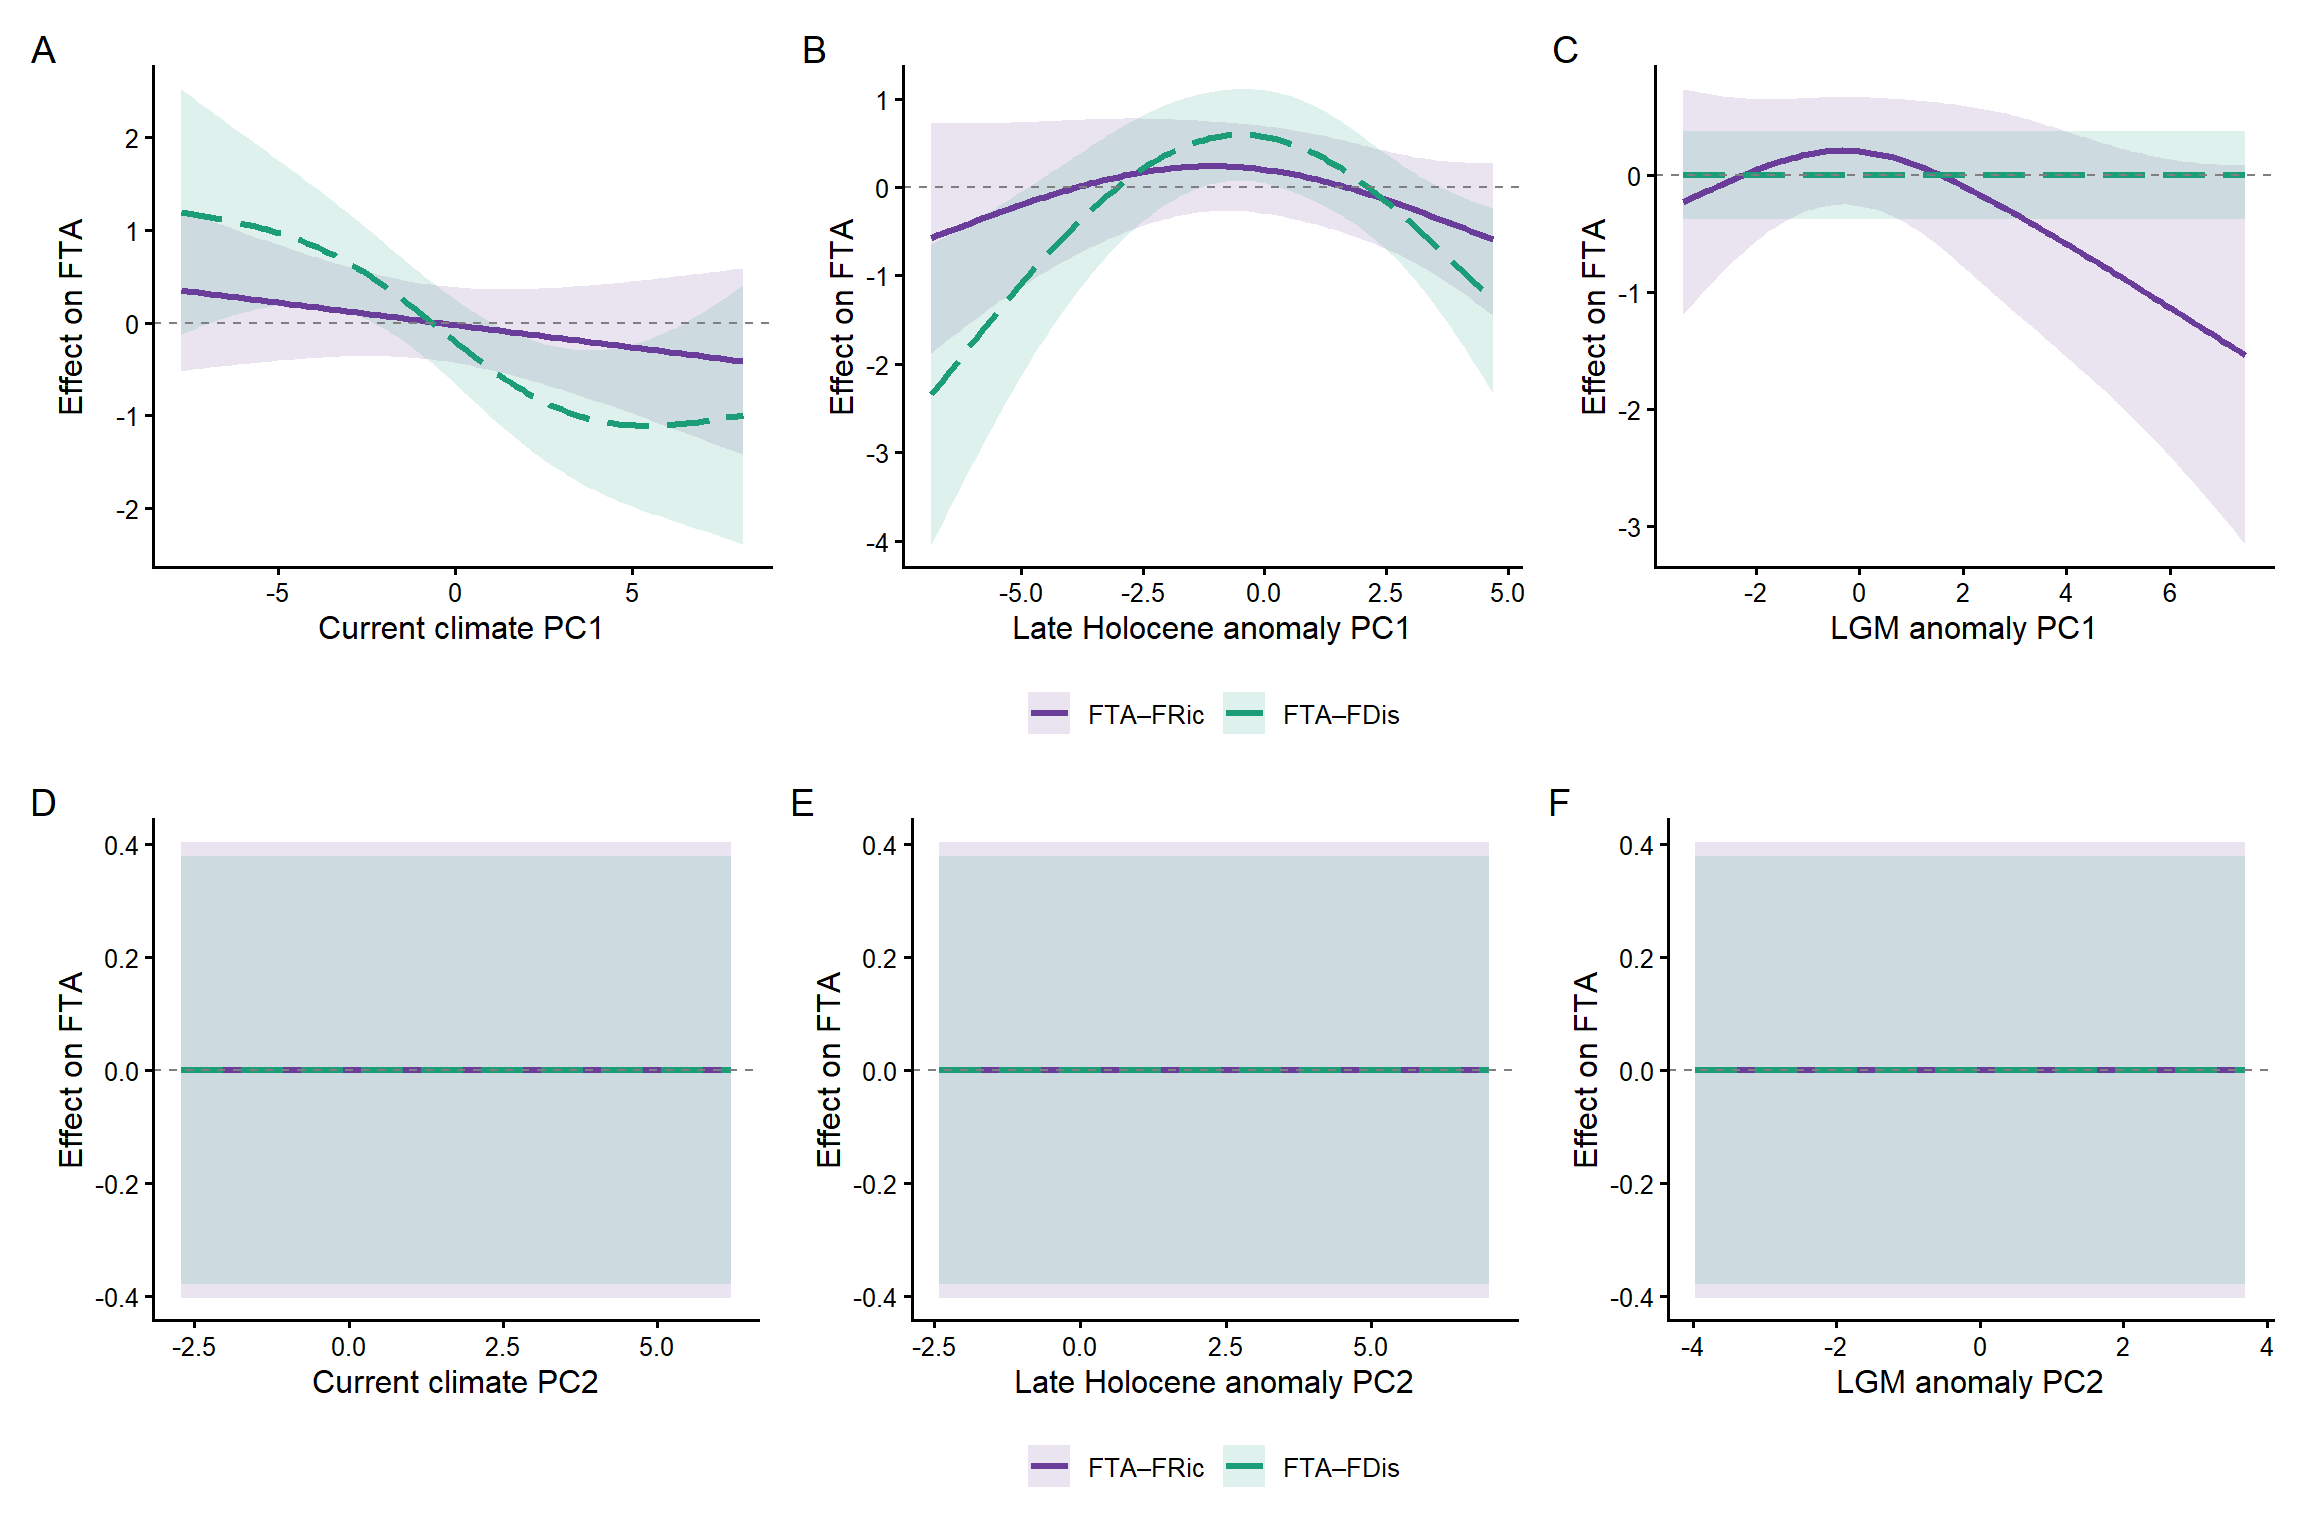 A
B
C
Effect on FTA
2
1
0
-1
-2
-5
0
5
Current climate PC1
Effect on FTA
1
0
-1
-2
-3
-4
-5.0
-2.5
0.0
2.5
5.0
Late Holocene anomaly PC1
Effect on FTA
0
-1
-2
-3
-2
0
2
4
6
LGM anomaly PC1
FTA–FRic
FTA–FDis
D
E
F
Effect on FTA
0.4
0.2
0.0
-0.2
-0.4
-2.5
0.0
2.5
5.0
Current climate PC2
Effect on FTA
0.4
0.2
0.0
-0.2
-0.4
-2.5
0.0
2.5
5.0
Late Holocene anomaly PC2
Effect on FTA
0.4
0.2
0.0
-0.2
-0.4
-4
-2
0
2
4
LGM anomaly PC2
FTA–FRic
FTA–FDis